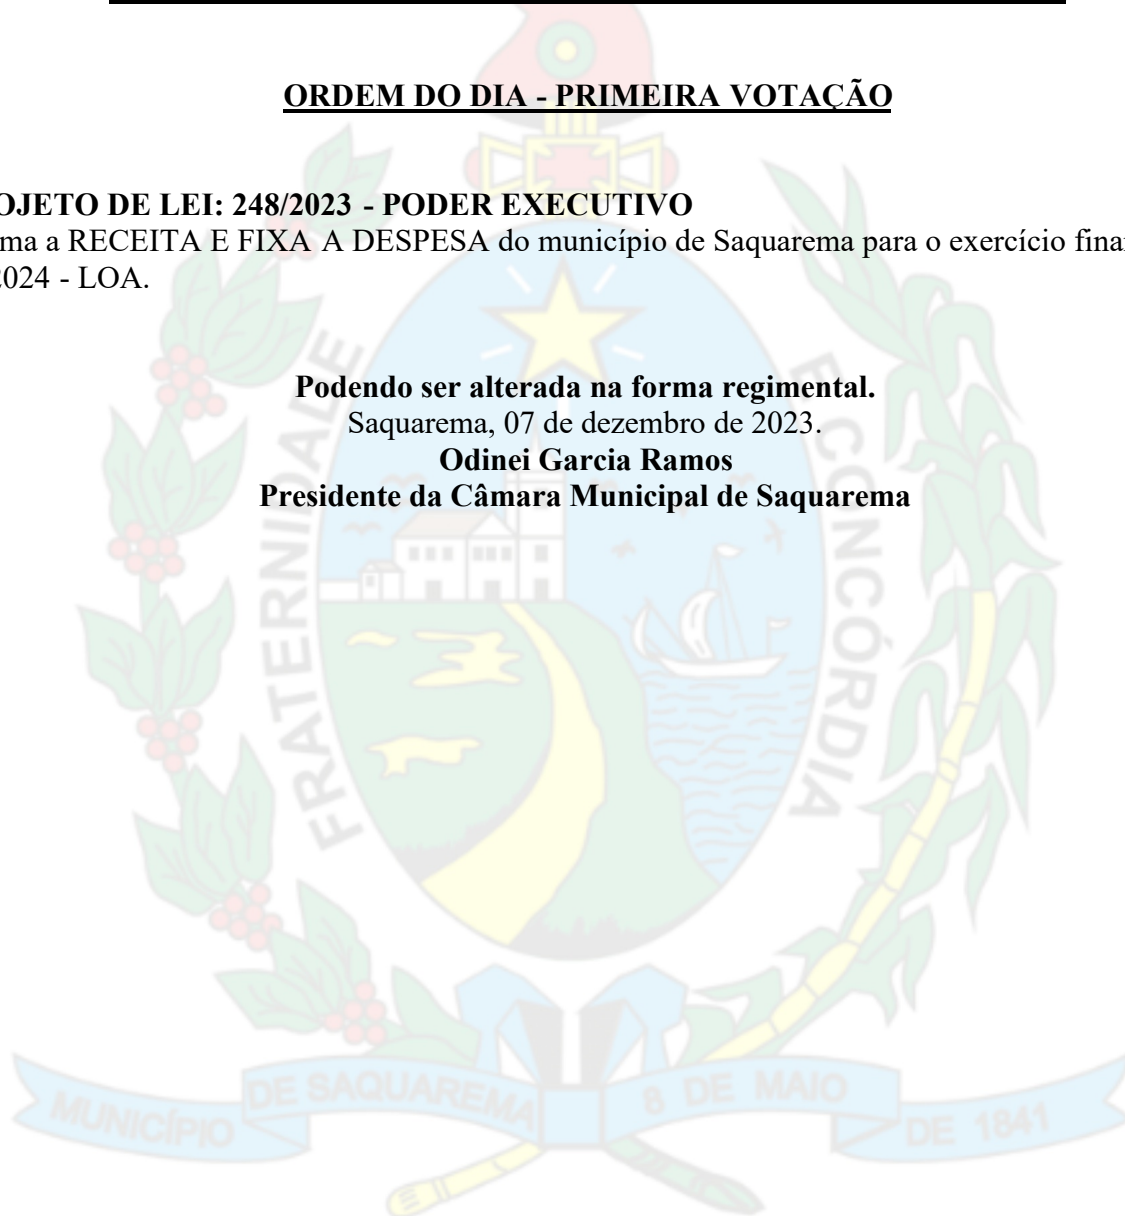 ORDEM DO DIA - PRIMEIRA VOTAÇÃO
OJETO DE LEI: 248/2023 - PODER EXECUTIVO
ma a RECEITA E FIXA A DESPESA do município de Saquarema para o exercício fina
2024 - LOA.
Podendo ser alterada na forma regimental.
Saquarema, 07 de dezembro de 2023.
Odinei Garcia Ramos
Presidente da Câmara Municipal de Saquarema
FRATERNIDADE
E CONCÓRDIA
MUNICÍPIO DE SAQUAREMA 8 DE MAIO DE 1841